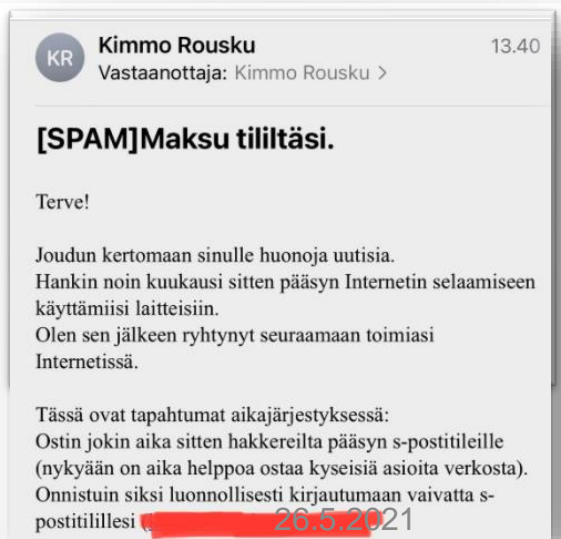 KR
Kimmo Rousku
13.40
Vastaanottaja: Kimmo Rousku >
[SPAM]Maksu tililtäsi.
Terve!
Joudun kertomaan sinulle huonoja uutisia.
Hankin noin kuukausi sitten pääsyn Internetin selaamiseen
käyttämiisi laitteisiin.
Olen sen jälkeen ryhtynyt seuraamaan toimiasi
Internetissä.
Tässä ovat tapahtumat aikajärjestyksessä:
Ostin jokin aika sitten hakkereilta pääsyn s-postitileille
(nykyään on aika helppoa ostaa kyseisiä asioita verkosta).
Onnistuin siksi luonnollisesti kirjautumaan vaivatta s-
postitilillesi (
26.5.2021